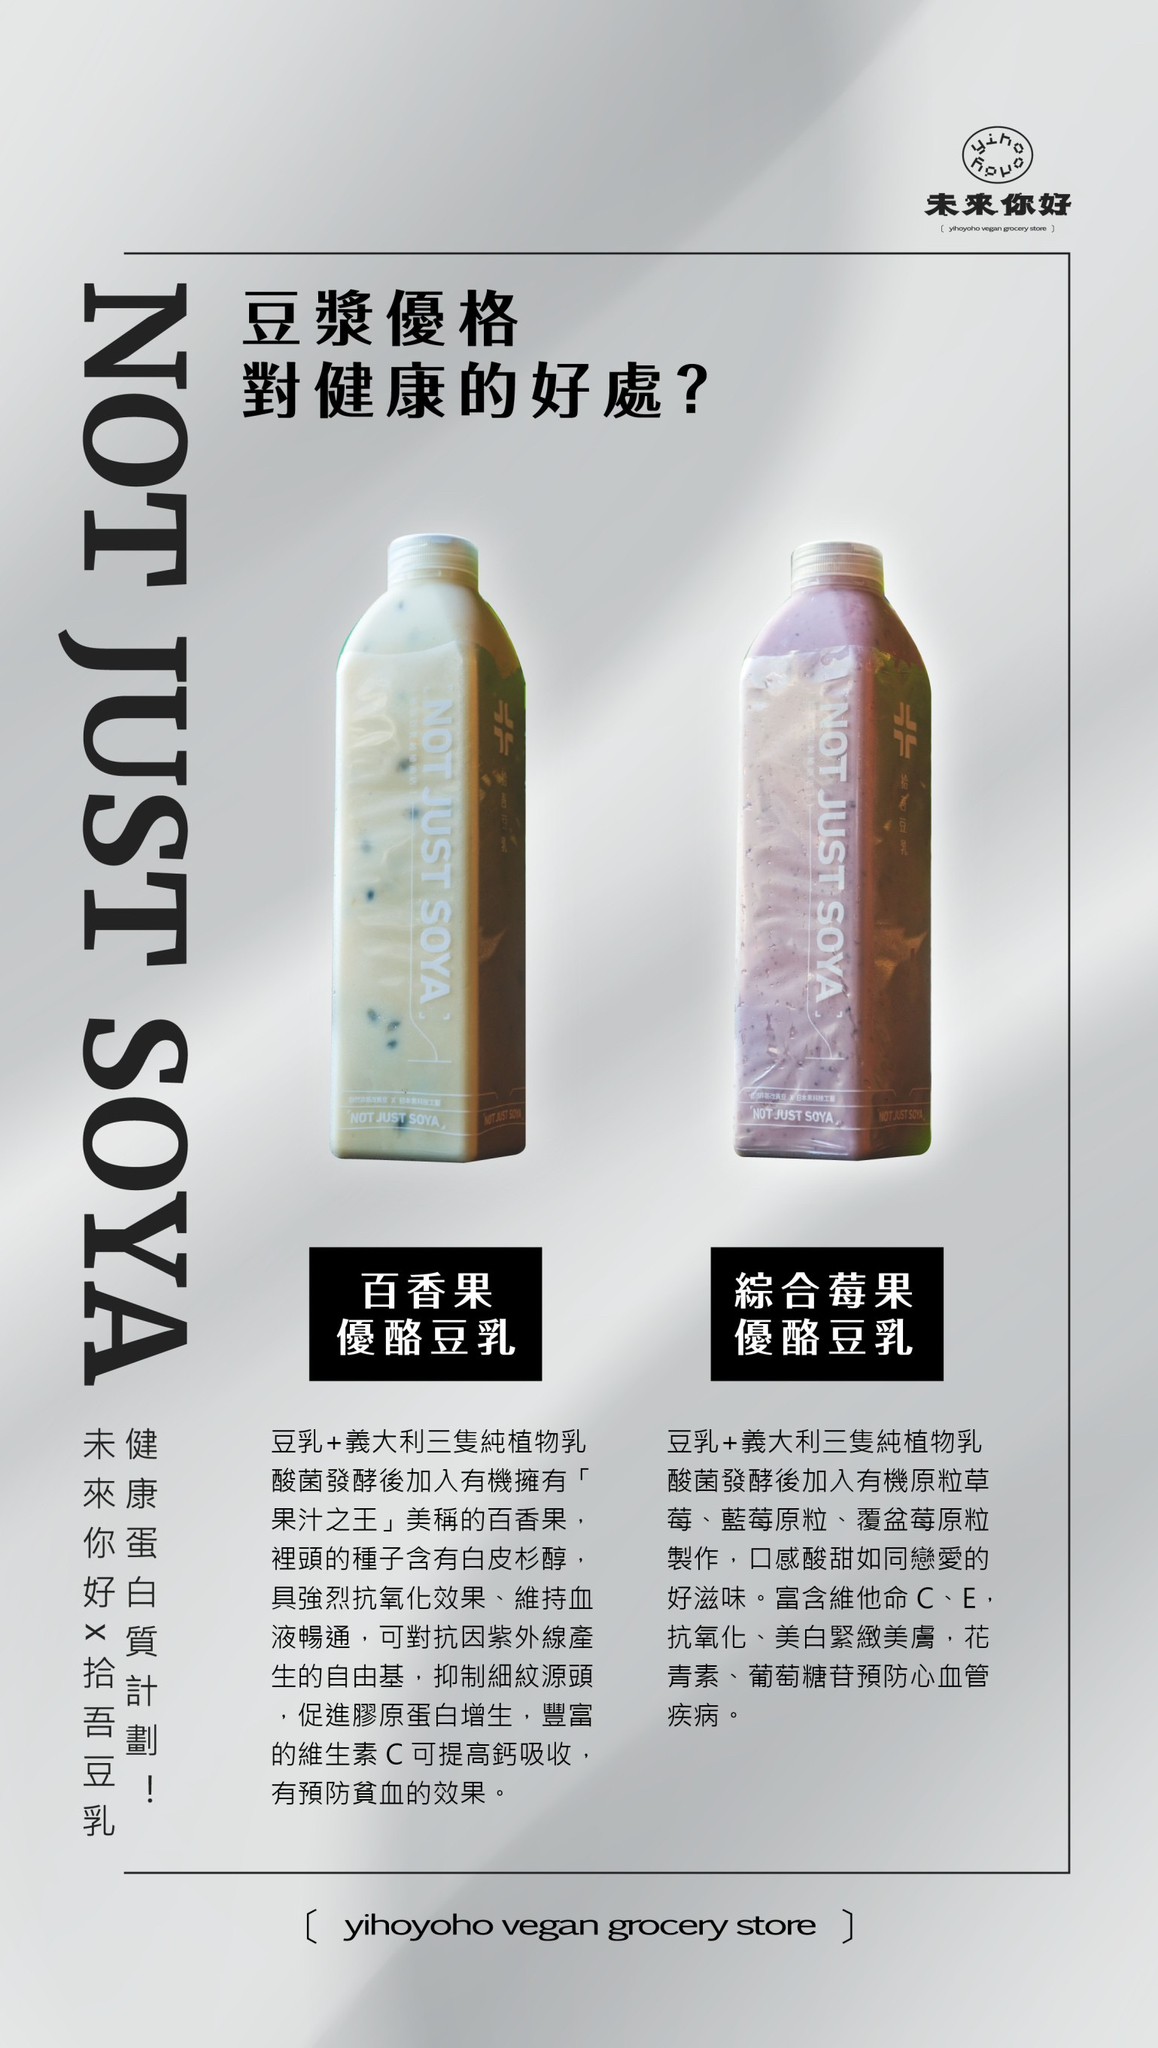 yiho
yoho
未來你好
[ yihoyoho vegan grocery store ]
NOT JUST SOYA
豆漿優格
對健康的好處？
NOT JUST SOYA
NOT JUST SOYA
NOT JUST SOYA
NOT JUST SOYA
NOT JUST SOYA
NOT JUST SOYA
百香果
優酪豆乳
綜合莓果
優酪豆乳
豆乳+義大利三隻純植物乳
酸菌發酵後加入有機擁有「
果汁之王」美稱的百香果，
裡頭的種子含有白皮杉醇，
具強烈抗氧化效果、維持血
液暢通，可對抗因紫外線產
生的自由基，抑制細紋源頭
，促進膠原蛋白增生，豐富
的維生素 C 可提高鈣吸收，
有預防貧血的效果。
豆乳+義大利三隻純植物乳
酸菌發酵後加入有機原粒草
莓、藍莓原粒、覆盆莓原粒
製作，口感酸甜如同戀愛的
好滋味。富含維他命 C、E，
抗氧化、美白緊緻美膚，花
青素、葡萄糖苷預防心血管
疾病。
健康蛋白質計劃！
未來你好x拾吾豆乳
[ yihoyoho vegan grocery store ]